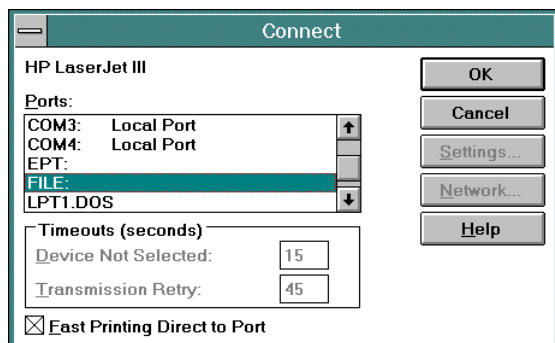 Connect
HP LaserJet III
OK
Ports:
COM3: Local Port
COM4: Local Port
EPT:
FILE:
LPT1.DOS
Cancel
Settings...
Network...
Help
Timeouts (seconds)
Device Not Selected: 15
Transmission Retry: 45
Fast Printing Direct to Port